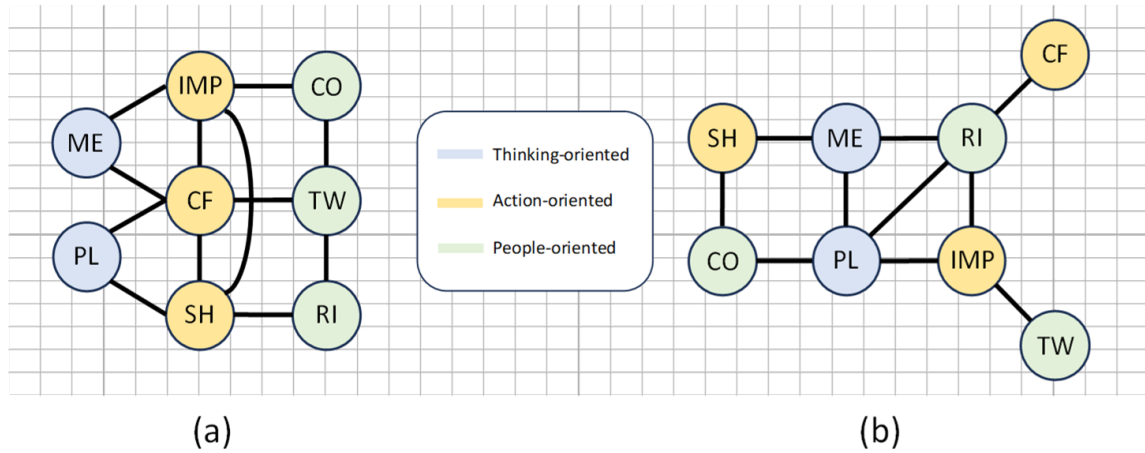 IMP
CO
ME
CF
TW
PL
SH
RI
Thinking-oriented
Action-oriented
People-oriented
CF
SH
ME
RI
CO
PL
IMP
TW
(a)
(b)